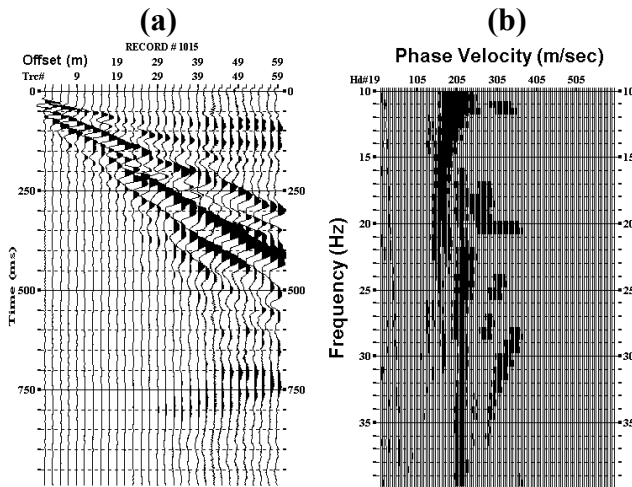 (a)
RECORD # 1015
Offset (m) 9 19 29 39 49 59
Trc# 9 19 29 39 49 59
0 0
250 250
500 500
750 750
Time (ms)
(b)
Phase Velocity (m/sec)
Hd#19 105 205 305 405 505
10 10
15 15
20 20
25 25
30 30
35 35
Frequency (Hz)